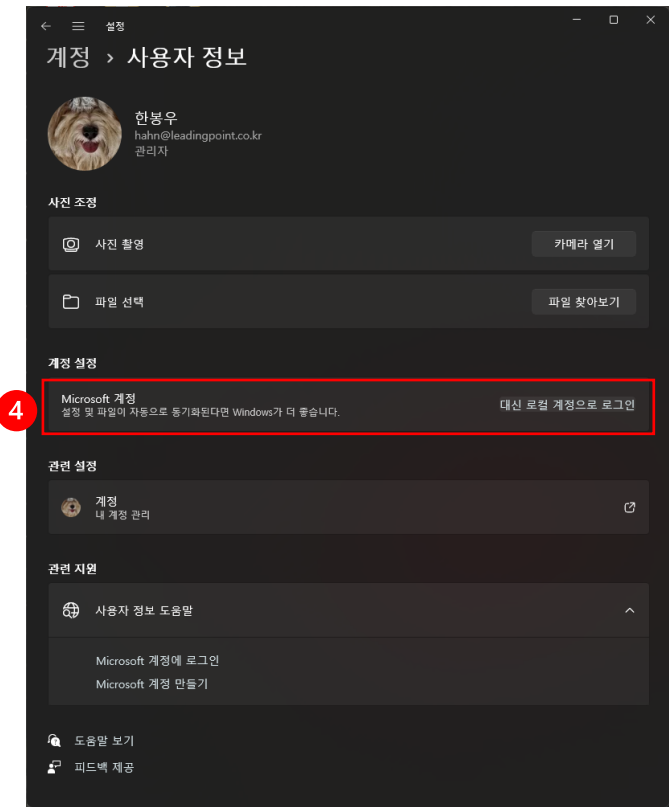 설정
계정 > 사용자 정보
한봉우
hahn@leadingpoint.co.kr
관리자
사진 조정
사진 촬영
카메라 열기
파일 선택
파일 찾아보기
계정 설정
4
Microsoft 계정
설정 및 파일이 자동으로 동기화된다면 Windows가 더 좋습니다.
대신 로컬 계정으로 로그인
관련 설정
계정
내 계정 관리
관련 지원
사용자 정보 도움말
Microsoft 계정에 로그인
Microsoft 계정 만들기
도움말 보기
피드백 제공